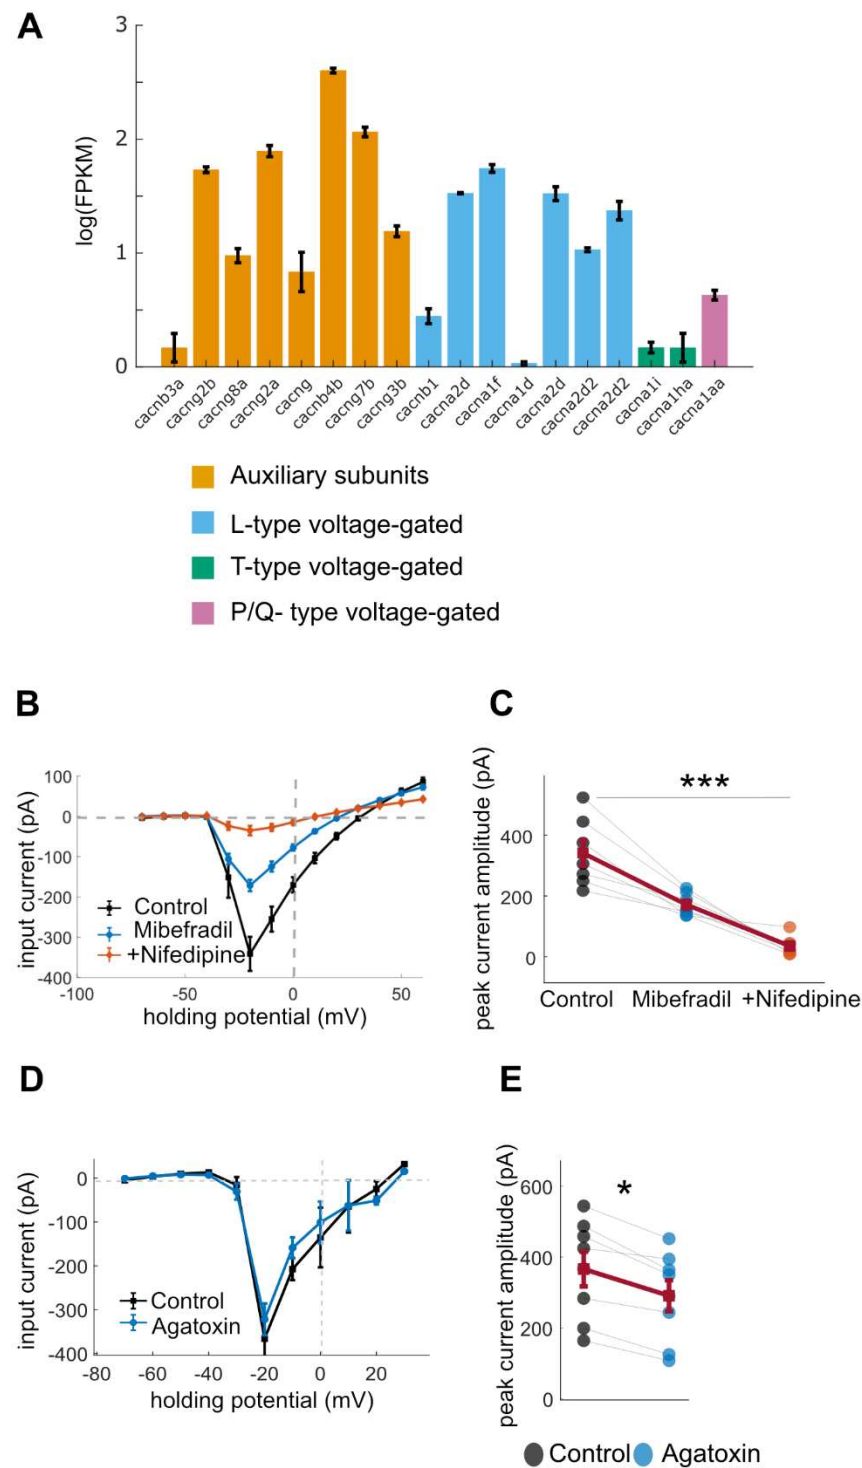 A
3
2
1
0
log(FPKM)
cacnb3a
cacng2b
cacng8a
cacng2a
cacng
cacnb4b
cacng7b
cacng3b
cacnb1
cacna2d
cacna1f
cacna1d
cacna2d
cacna2d2
cacna2d2
cacna1i
cacna1ha
cacna1aa
Auxiliary subunits
L-type voltage-gated
T-type voltage-gated
P/Q- type voltage-gated
B
input current (pA)
100
0
-100
-200
-300
-400
Control
Mibefradil
+Nifedipine
-100 -50 0 50
holding potential (mV)
C
peak current amplitude (pA)
***
400
200
0
Control Mibefradil +Nifedipine
D
input current (pA)
0
-100
-200
-300
-400
Control
Agatoxin
-80 -60 -40 -20 0 20
holding potential (mV)
E
peak current amplitude (pA)
*
600
400
200
0
Control Agatoxin